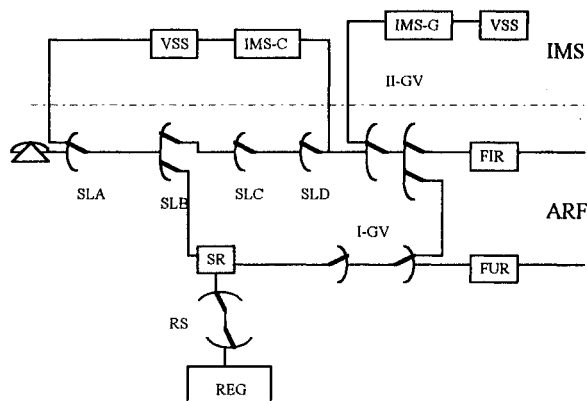 VSS IMS-C IMS-G VSS
IMS
II-GV
FIR
SLA SLB SLC SLD
ARF
I-GV
SR FUR
RS
REG